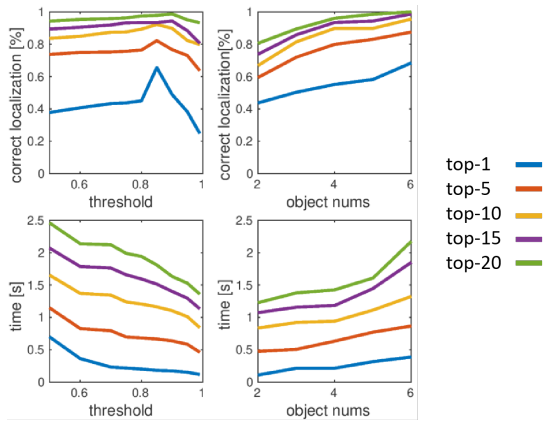 correct localization [%]
1
0.8
0.6
0.4
0.2
0
0.6 0.8 1
threshold
correct localization[%]
1
0.8
0.6
0.4
0.2
0
2 4 6
object nums
time [s]
2.5
2
1.5
1
0.5
0
0.6 0.8 1
threshold
time [s]
2.5
2
1.5
1
0.5
0
2 4 6
object nums
top-1
top-5
top-10
top-15
top-20